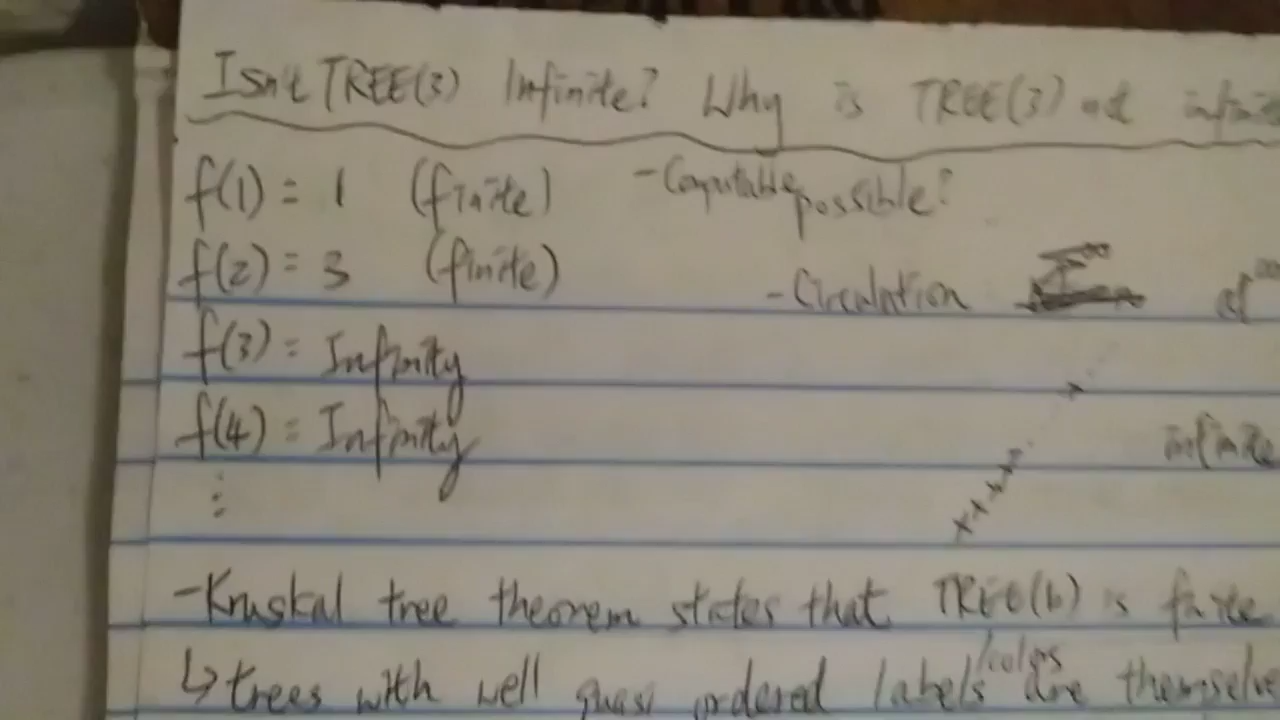 Isn't TREE(3) Infinite? Why is TREE(3) not infinite
f(1) = 1 (finite) - Computable possible?
f(2) = 3 (finite)
- Circulation
f(3) = Infinity
f(4) = Infinity
infinite
⋮
- Kruskal tree theorem states that TREE(b) is finite
↳ trees with well quasi ordered labels/colors are themselve